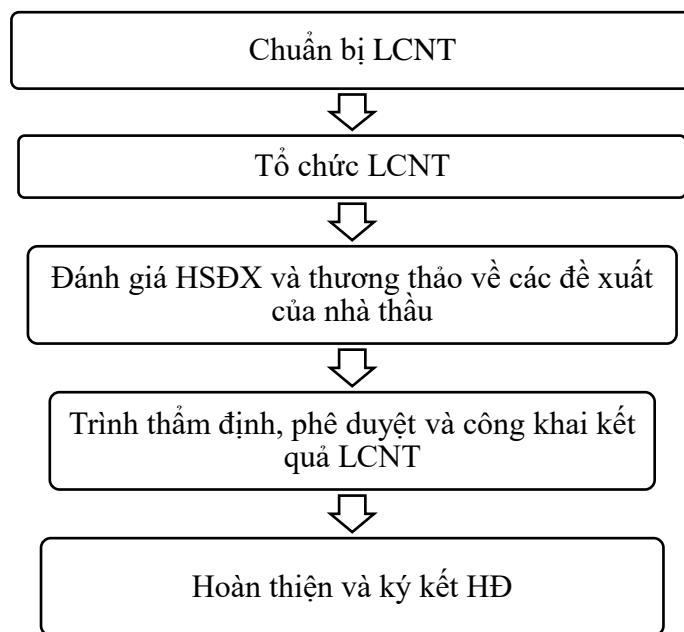 Chuẩn bị LCNT
Tổ chức LCNT
Đánh giá HSĐX và thương thảo về các đề xuất
của nhà thầu
Trình thẩm định, phê duyệt và công khai kết
quả LCNT
Hoàn thiện và ký kết HĐ